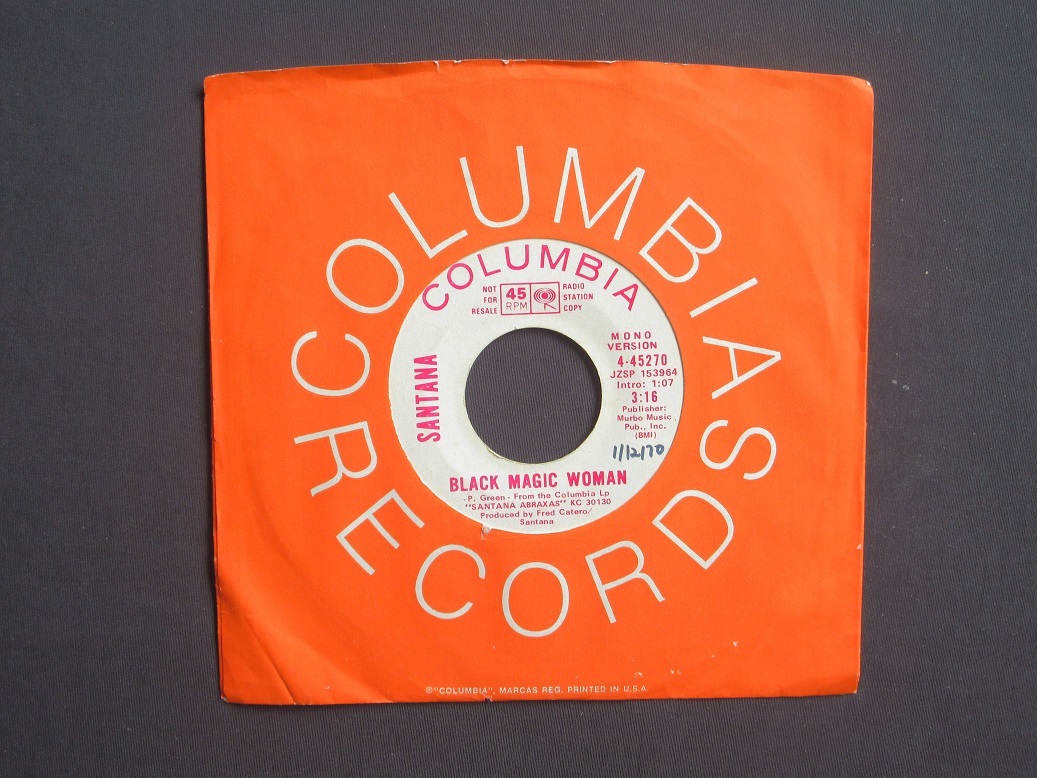 COLUMBIA RECORDS
COLUMBIA
NOT
FOR
RESALE
45
RPM
RADIO
STATION
COPY
SANTANA
MONO
VERSION
4-45270
JZSP 153964
Intro: 1:07
3:16
Publisher:
Murbo Music
Pub., Inc.
(BMI)
11/12/70
BLACK MAGIC WOMAN
-P. Green- From the Columbia Lp
"SANTANA ABRAXAS" KC 30130
Produced by Fred Catero/
Santana
®"COLUMBIA", MARCAS REG. PRINTED IN U.S.A.